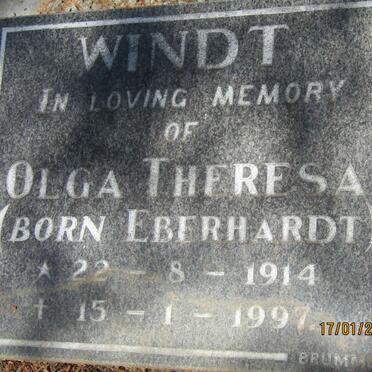 WINDT
IN LOVING MEMORY
OF
OLGA THERESA
(BORN EBERHARDT)
* 22 - 8 - 1914
† 15 - 1 - 1997
17/01/2